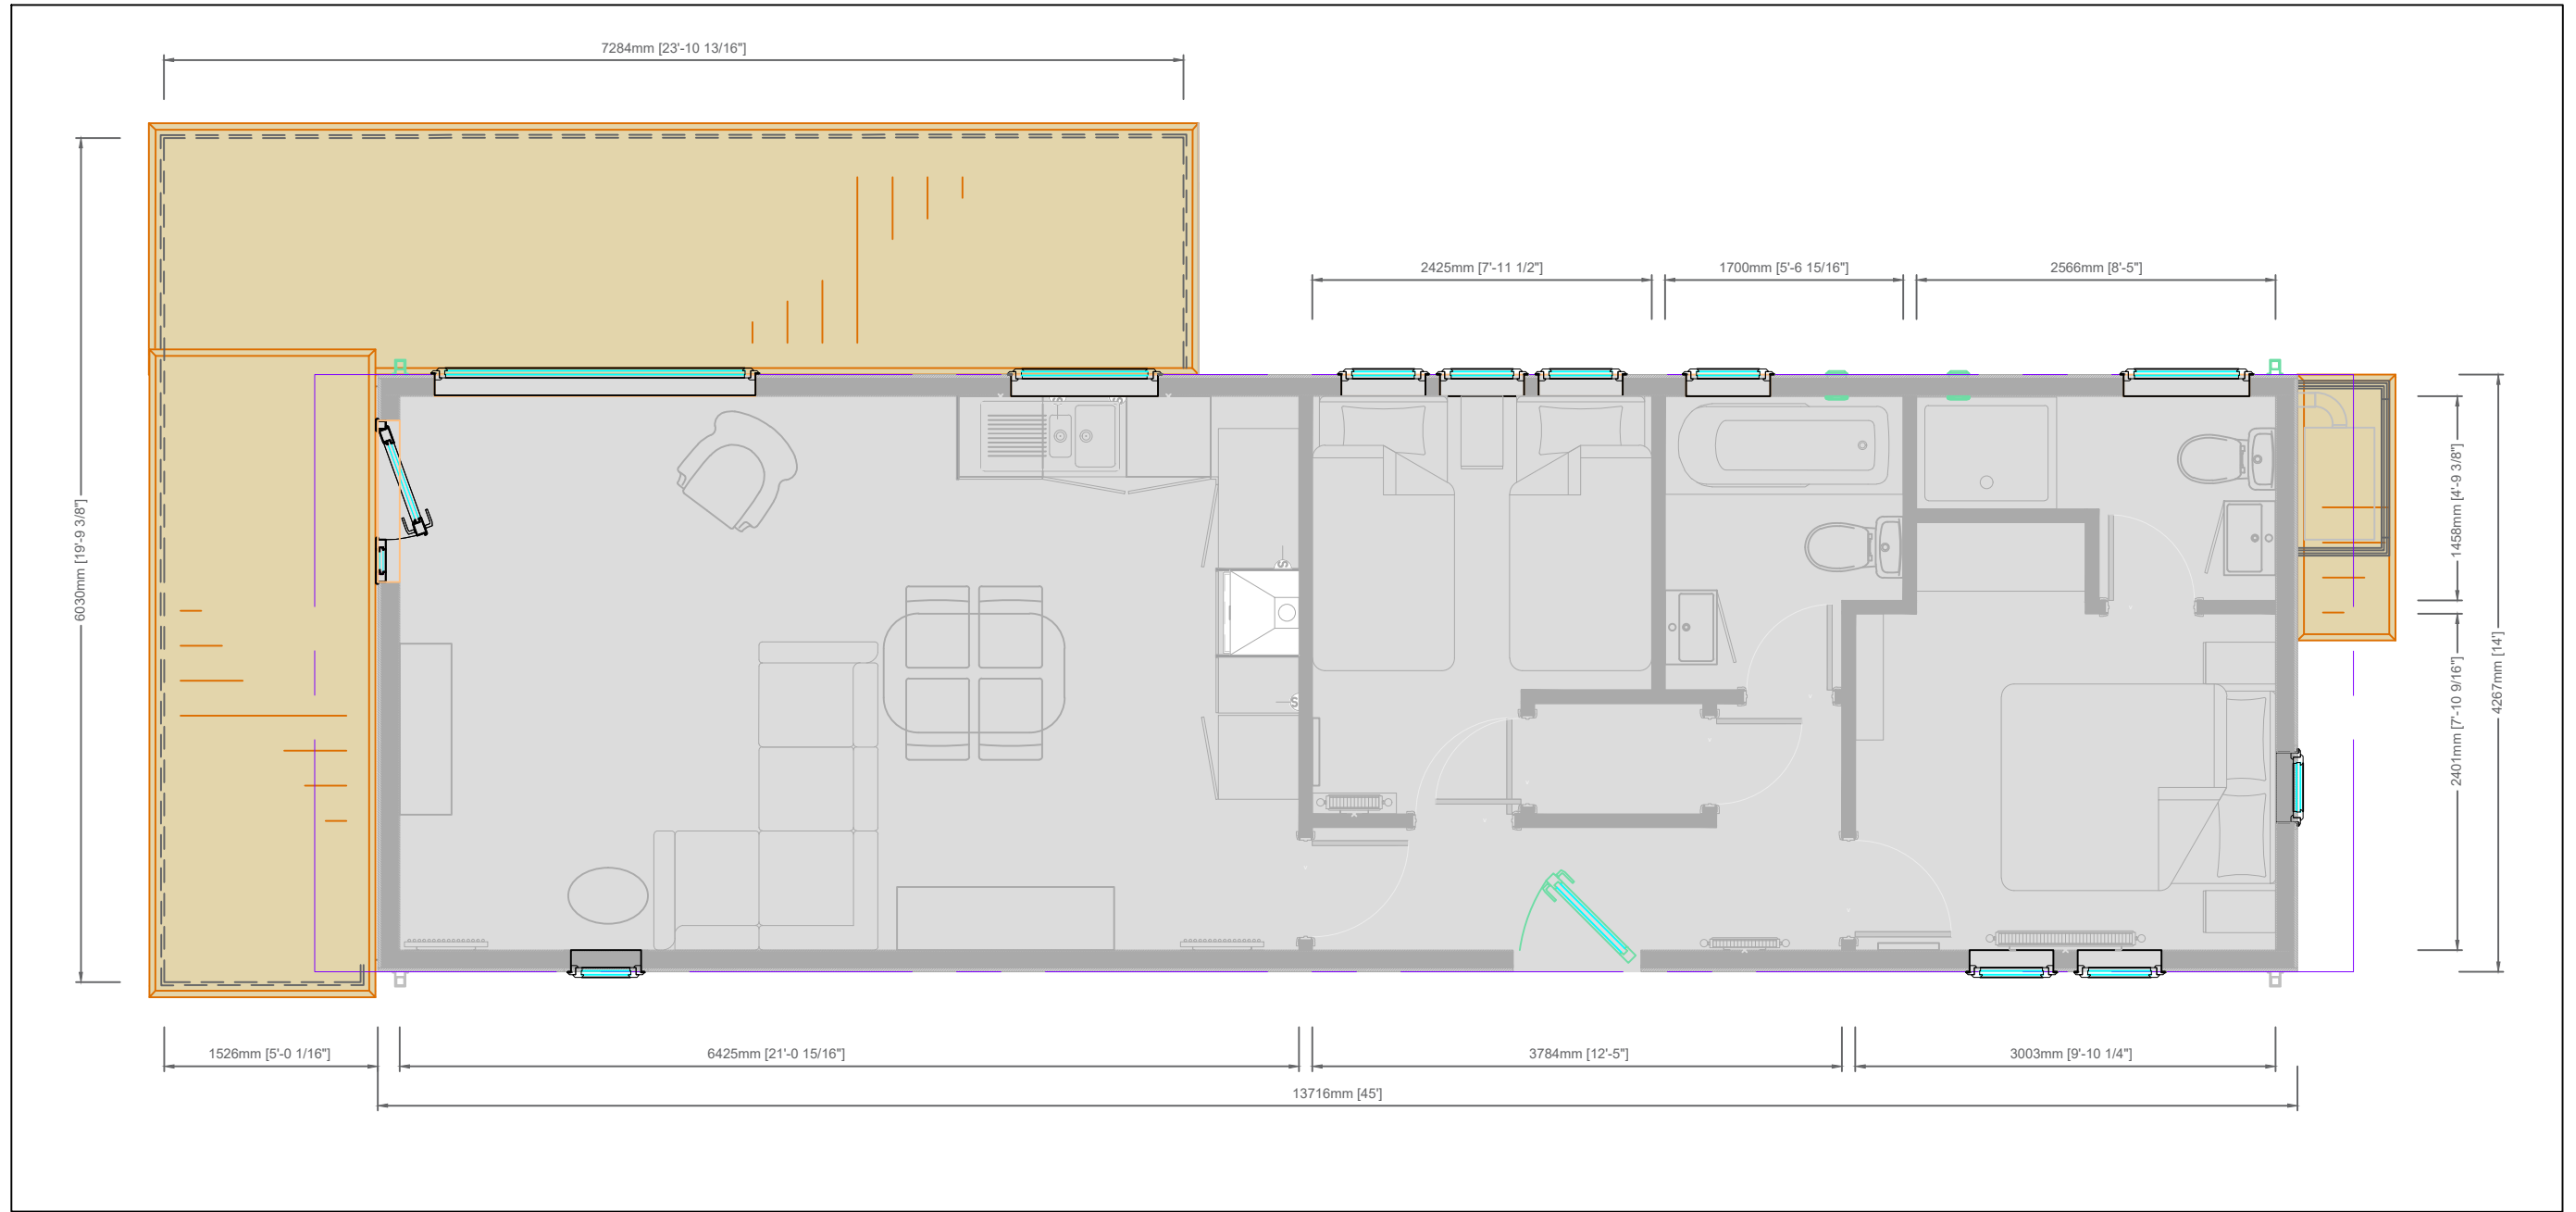 7284mm [23'-10 13/16"]
2425mm [7'-11 1/2"]
1700mm [5'-6 15/16"]
2566mm [8'-5"]
6030mm [19'-9 3/8"]
1458mm [4'-9 3/8"]
4267mm [14']
2401mm [7'-10 9/16"]
1526mm [5'-0 1/16"]
6425mm [21'-0 15/16"]
3784mm [12'-5"]
3003mm [9'-10 1/4"]
13716mm [45']